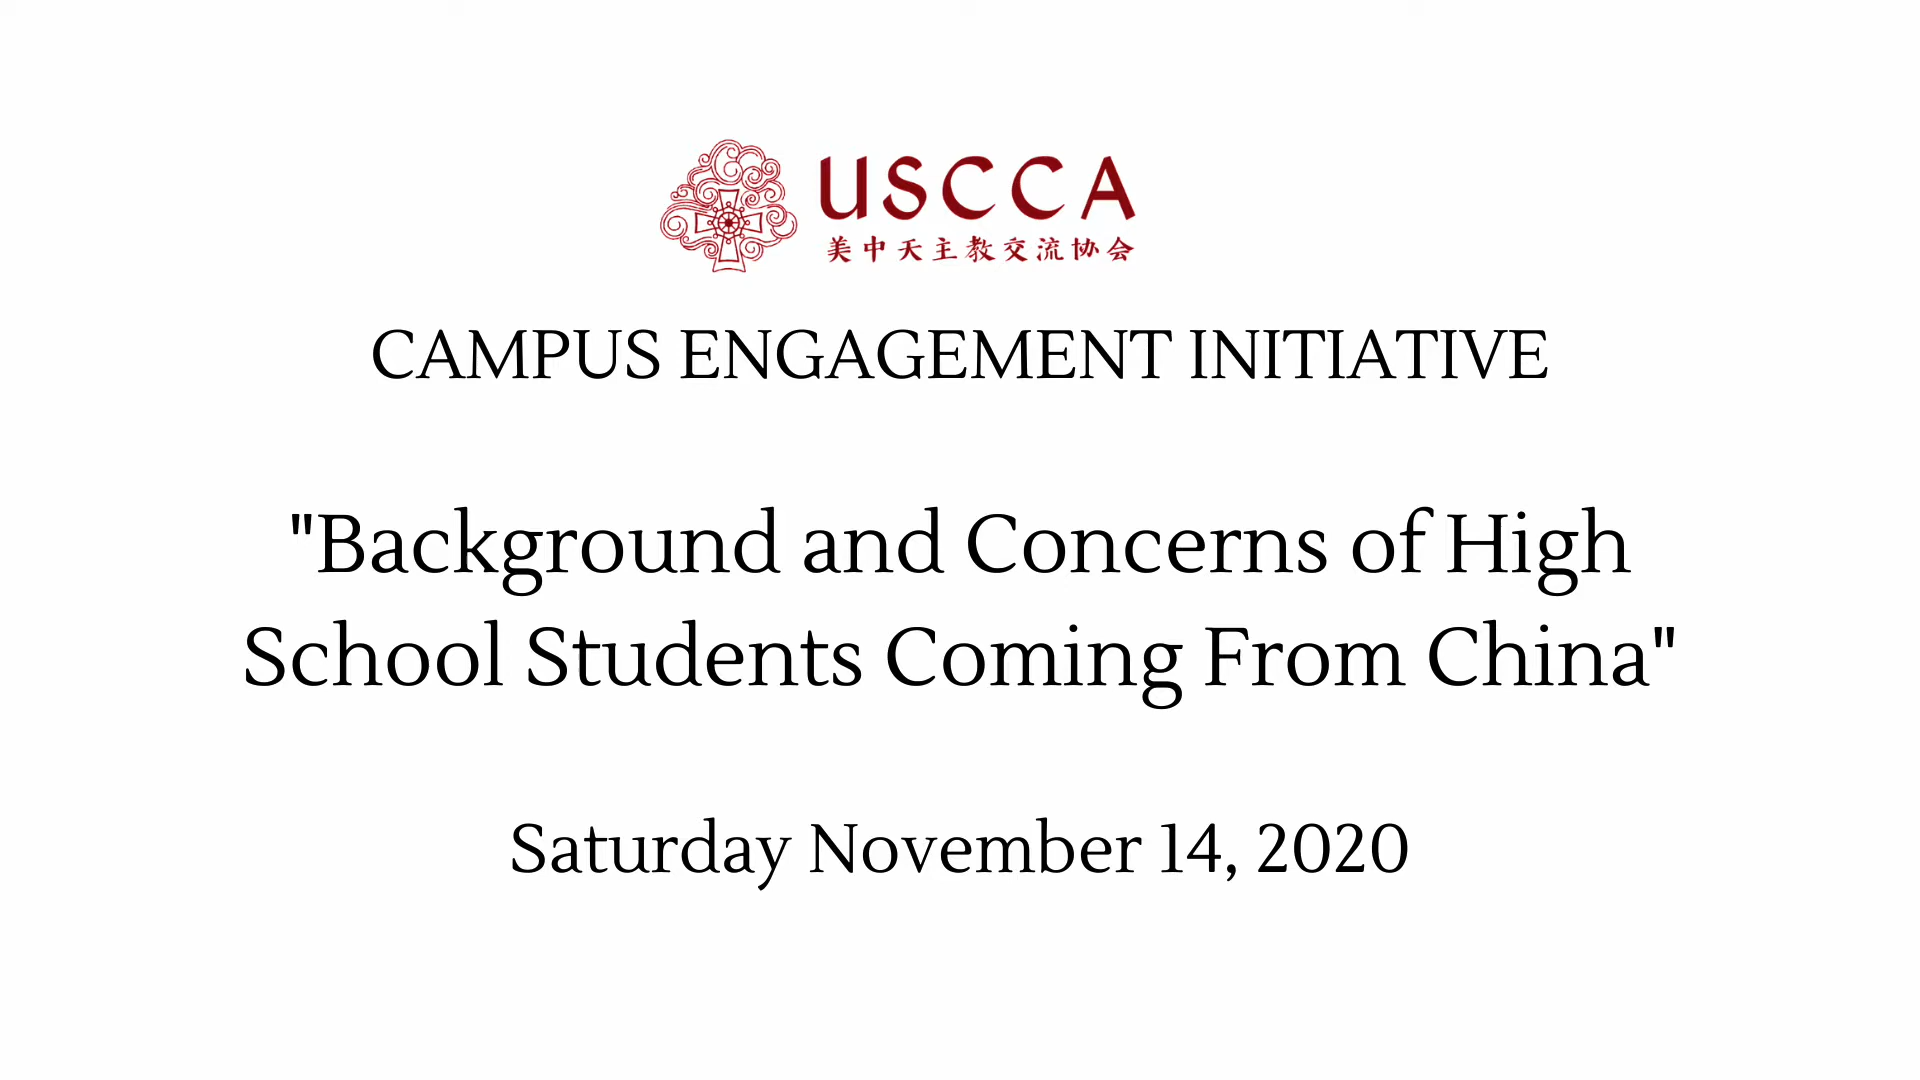 USCCA
美中天主教交流协会
CAMPUS ENGAGEMENT INITIATIVE
"Background and Concerns of High
School Students Coming From China"
Saturday November 14, 2020